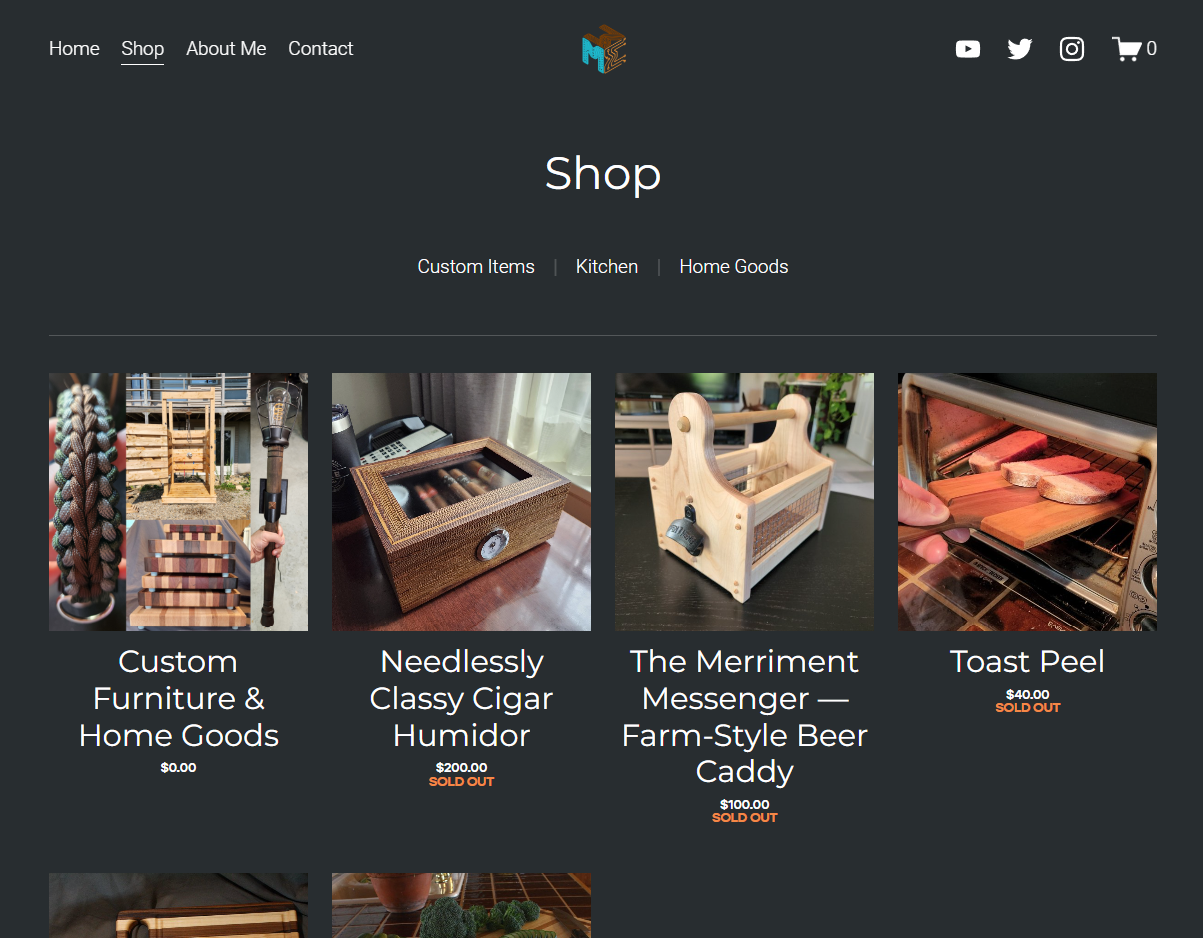 Home Shop About Me Contact
0
Shop
Custom Items | Kitchen | Home Goods
Custom
Furniture &
Home Goods
$0.00
Needlessly
Classy Cigar
Humidor
$200.00
SOLD OUT
The Merriment
Messenger —
Farm-Style Beer
Caddy
$100.00
SOLD OUT
Toast Peel
$40.00
SOLD OUT